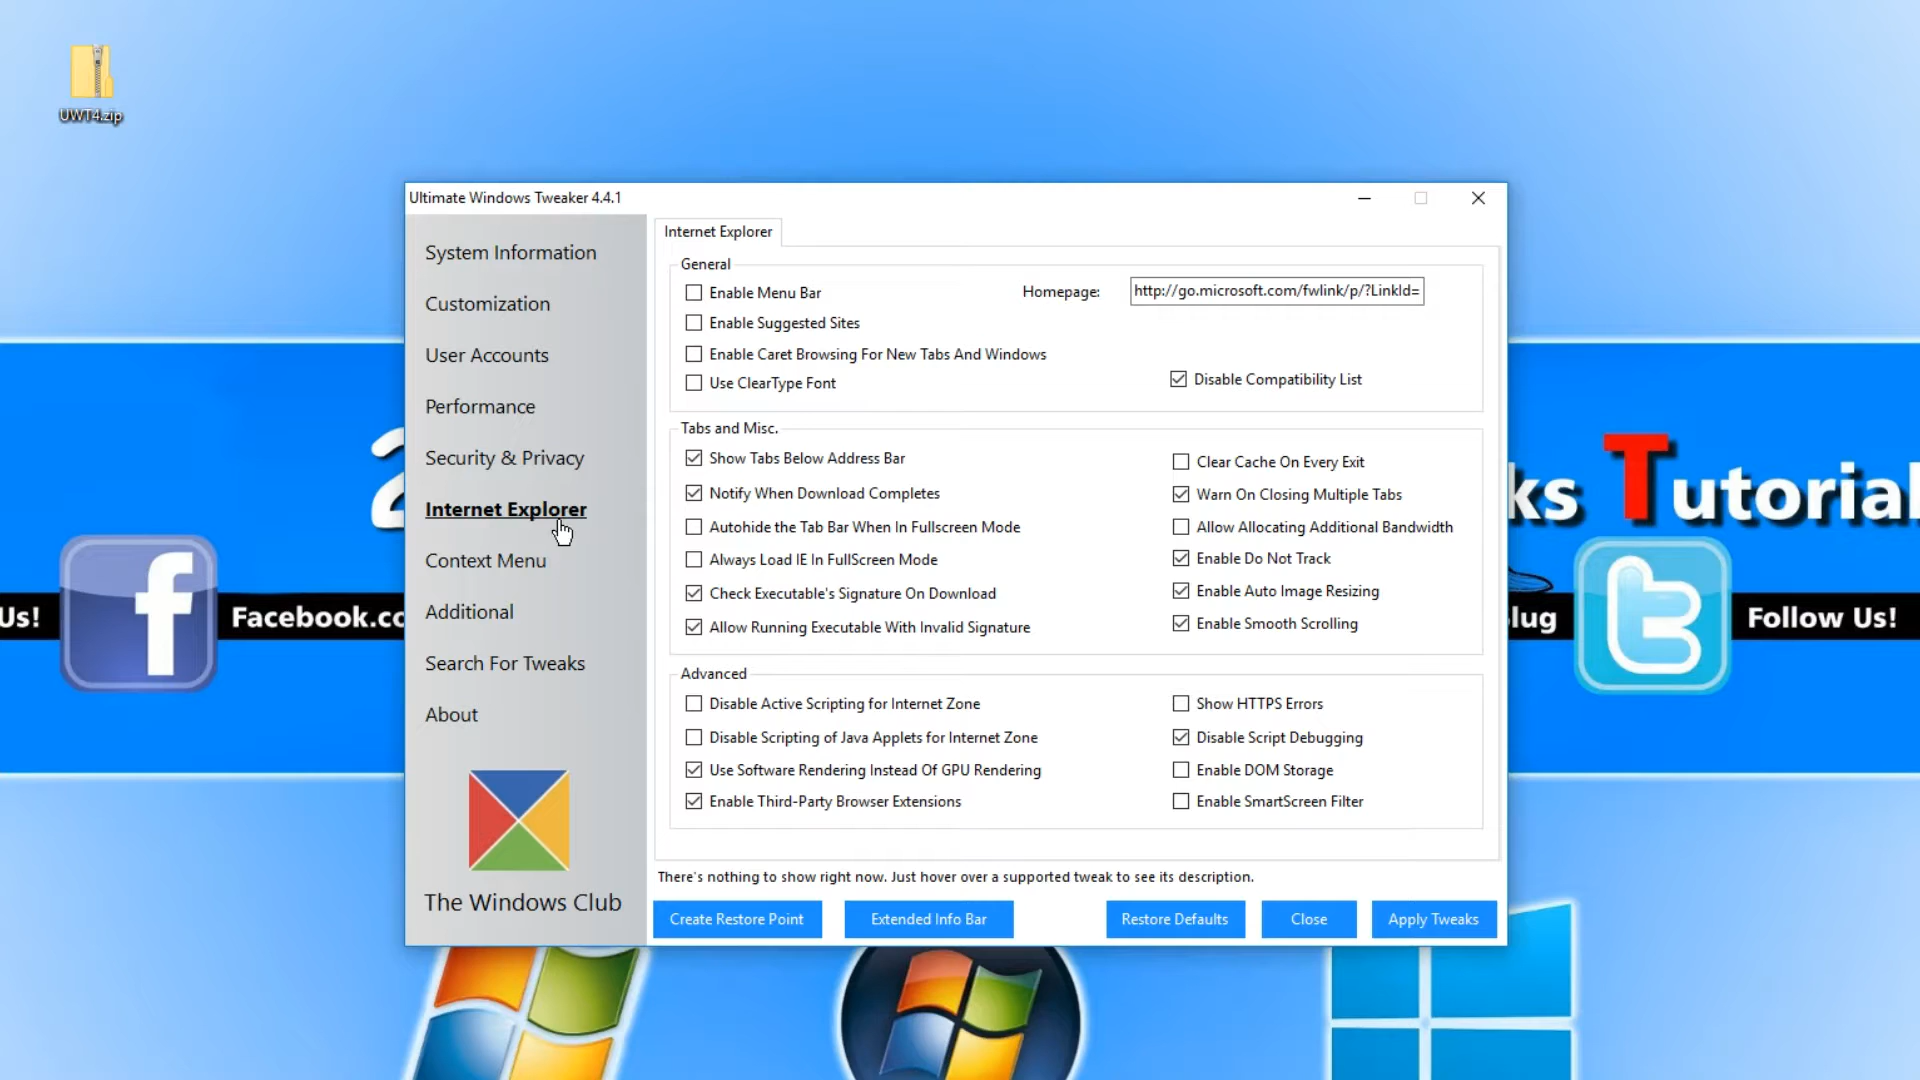 UWT4.zip
Ultimate Windows Tweaker 4.4.1
System Information
Customization
User Accounts
Performance
Security & Privacy
Internet Explorer
Context Menu
Additional
Search For Tweaks
About
The Windows Club
Internet Explorer
General
Enable Menu Bar
Homepage:
http://go.microsoft.com/fwlink/p/?LinkId=
Enable Suggested Sites
Enable Caret Browsing For New Tabs And Windows
Use ClearType Font
Disable Compatibility List
Tabs and Misc.
Show Tabs Below Address Bar
Notify When Download Completes
Autohide the Tab Bar When In Fullscreen Mode
Always Load IE In FullScreen Mode
Check Executable's Signature On Download
Allow Running Executable With Invalid Signature
Clear Cache On Every Exit
Warn On Closing Multiple Tabs
Allow Allocating Additional Bandwidth
Enable Do Not Track
Enable Auto Image Resizing
Enable Smooth Scrolling
Advanced
Disable Active Scripting for Internet Zone
Disable Scripting of Java Applets for Internet Zone
Use Software Rendering Instead Of GPU Rendering
Enable Third-Party Browser Extensions
Show HTTPS Errors
Disable Script Debugging
Enable DOM Storage
Enable SmartScreen Filter
There's nothing to show right now. Just hover over a supported tweak to see its description.
Create Restore Point
Extended Info Bar
Restore Defaults
Close
Apply Tweaks
Us!
Facebook.co
ks Tutorial
lug
Follow Us!